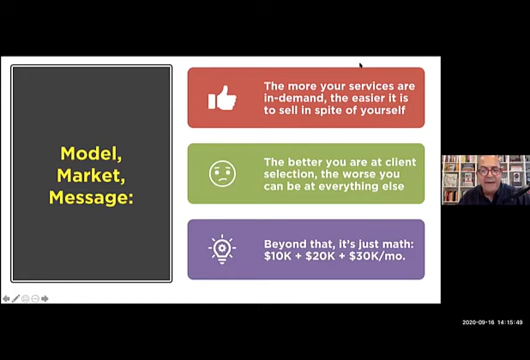 Model,
Market,
Message:
The more your services are
in-demand, the easier it is
to sell in spite of yourself
The better you are at client
selection, the worse you
can be at everything else
Beyond that, it's just math:
$10K + $20K + $30K/mo.
2020-09-16 14:15:49